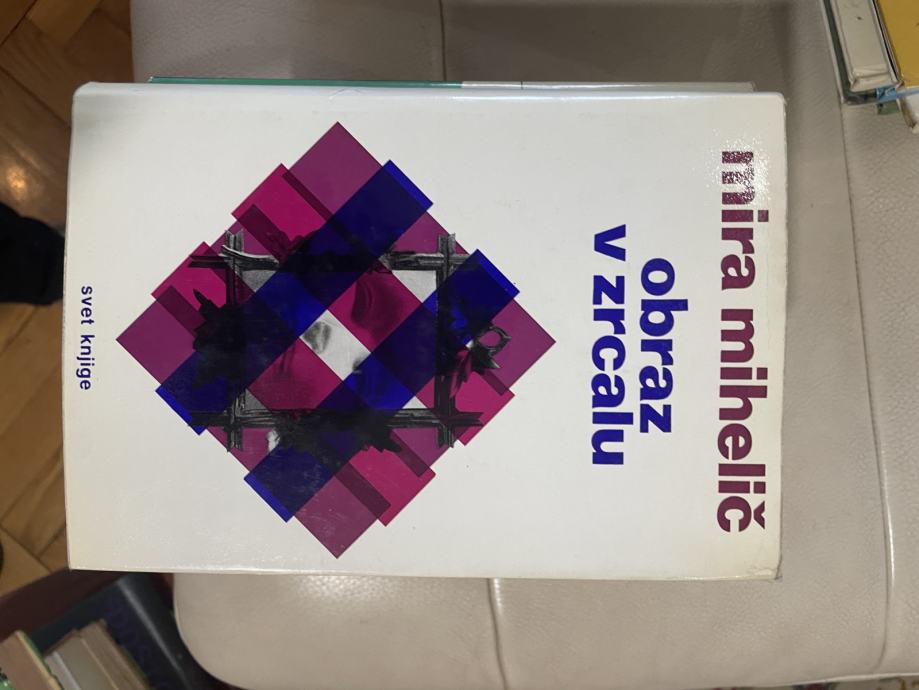 mira mihelič
obraz
v zrcalu
svet knjige